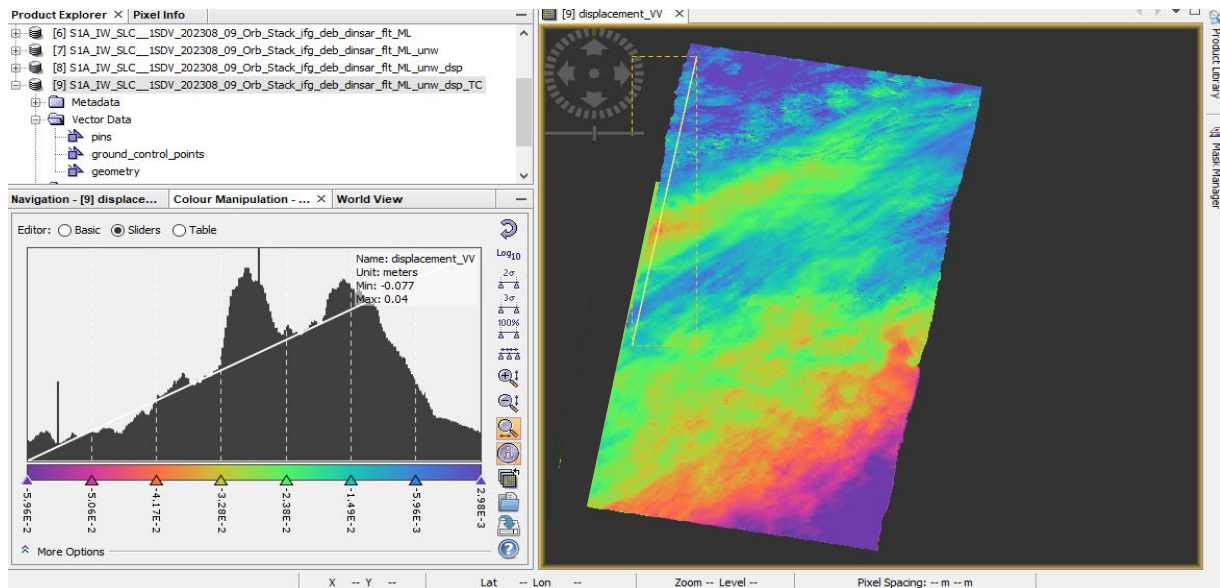 Product Explorer × Pixel Info
[9] displacement_VV ×
[6] S1A_IW_SLC__1SDV_202308_09_Orb_Stack_ifg_deb_dinsar_flt_ML
[7] S1A_IW_SLC__1SDV_202308_09_Orb_Stack_ifg_deb_dinsar_flt_ML_unw
[8] S1A_IW_SLC__1SDV_202308_09_Orb_Stack_ifg_deb_dinsar_flt_ML_unw_dsp
[9] S1A_IW_SLC__1SDV_202308_09_Orb_Stack_ifg_deb_dinsar_flt_ML_unw_dsp_TC
Metadata
Vector Data
pins
ground_control_points
geometry
Product Library
Mask Manager
Navigation - [9] displace... Colour Manipulation - ... × World View
Editor: Basic Sliders Table
Name: displacement_VV
Unit: meters
Min: -0.077
Max: 0.04
Log10
2σ
3σ
100%
-5.96E-2
-5.06E-2
-4.17E-2
-3.28E-2
-2.38E-2
-1.49E-2
-5.96E-3
2.98E-3
More Options
X -- Y -- Lat -- Lon -- Zoom -- Level -- Pixel Spacing: -- m -- m